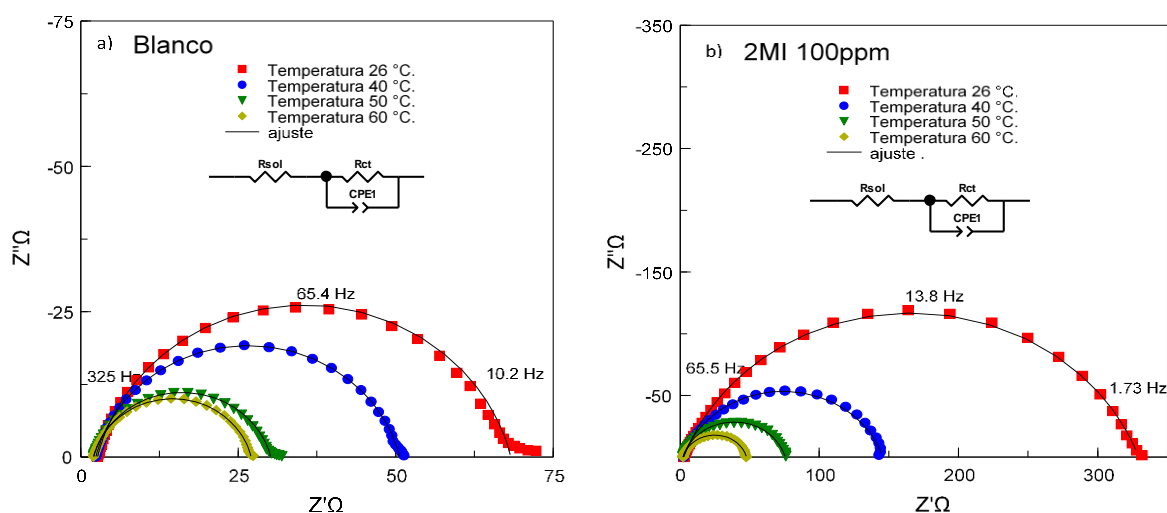 a) Blanco
Temperatura 26 °C.
Temperatura 40 °C.
Temperatura 50 °C.
Temperatura 60 °C.
ajuste
Rsol
Rct
CPE1
65.4 Hz
325 Hz
10.2 Hz
-75
-50
-25
0
0 25 50 75
Z''Ω
Z'Ω
b) 2MI 100ppm
Temperatura 26 °C.
Temperatura 40 °C.
Temperatura 50 °C.
Temperatura 60 °C.
ajuste .
Rsol
Rct
CPE1
13.8 Hz
65.5 Hz
1.73 Hz
-350
-250
-150
-50
0 100 200 300
Z''Ω
Z'Ω